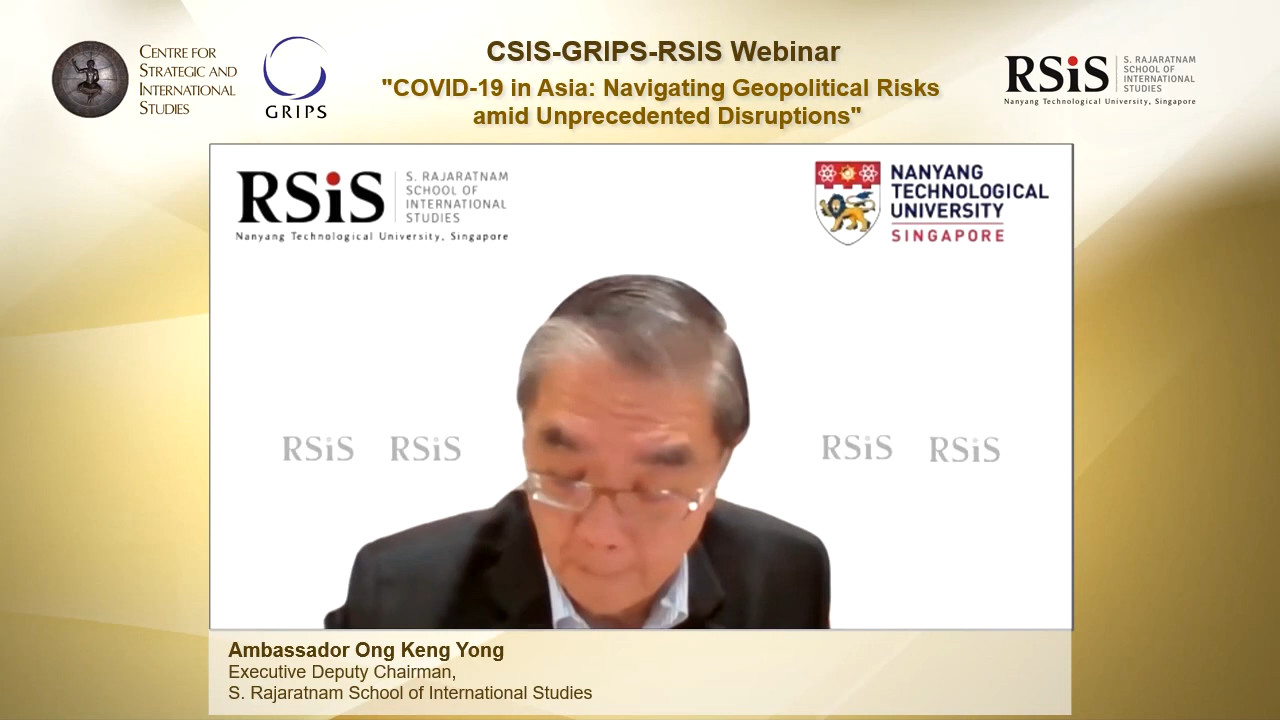 CENTRE FOR
STRATEGIC AND
INTERNATIONAL
STUDIES
GRIPS
CSIS-GRIPS-RSIS Webinar
"COVID-19 in Asia: Navigating Geopolitical Risks
amid Unprecedented Disruptions"
RSiS
S. RAJARATNAM
SCHOOL OF
INTERNATIONAL
STUDIES
Nanyang Technological University, Singapore
RSiS
S. RAJARATNAM
SCHOOL OF
INTERNATIONAL
STUDIES
Nanyang Technological University, Singapore
NANYANG
TECHNOLOGICAL
UNIVERSITY
SINGAPORE
RSiS RSiS RSiS RSiS
Ambassador Ong Keng Yong
Executive Deputy Chairman,
S. Rajaratnam School of International Studies